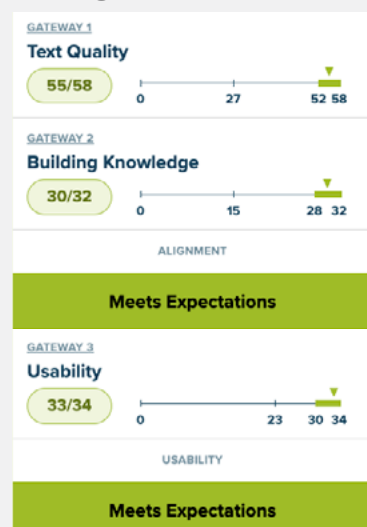 GATEWAY 1
Text Quality
55/58
0 27 52 58
GATEWAY 2
Building Knowledge
30/32
0 15 28 32
ALIGNMENT
Meets Expectations
GATEWAY 3
Usability
33/34
0 23 30 34
USABILITY
Meets Expectations